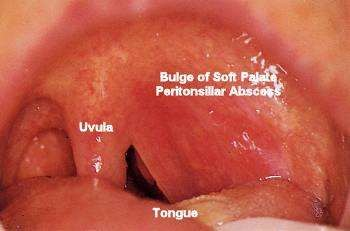 Bulge of Soft Palate
Peritonsillar Abscess
Uvula
Tongue